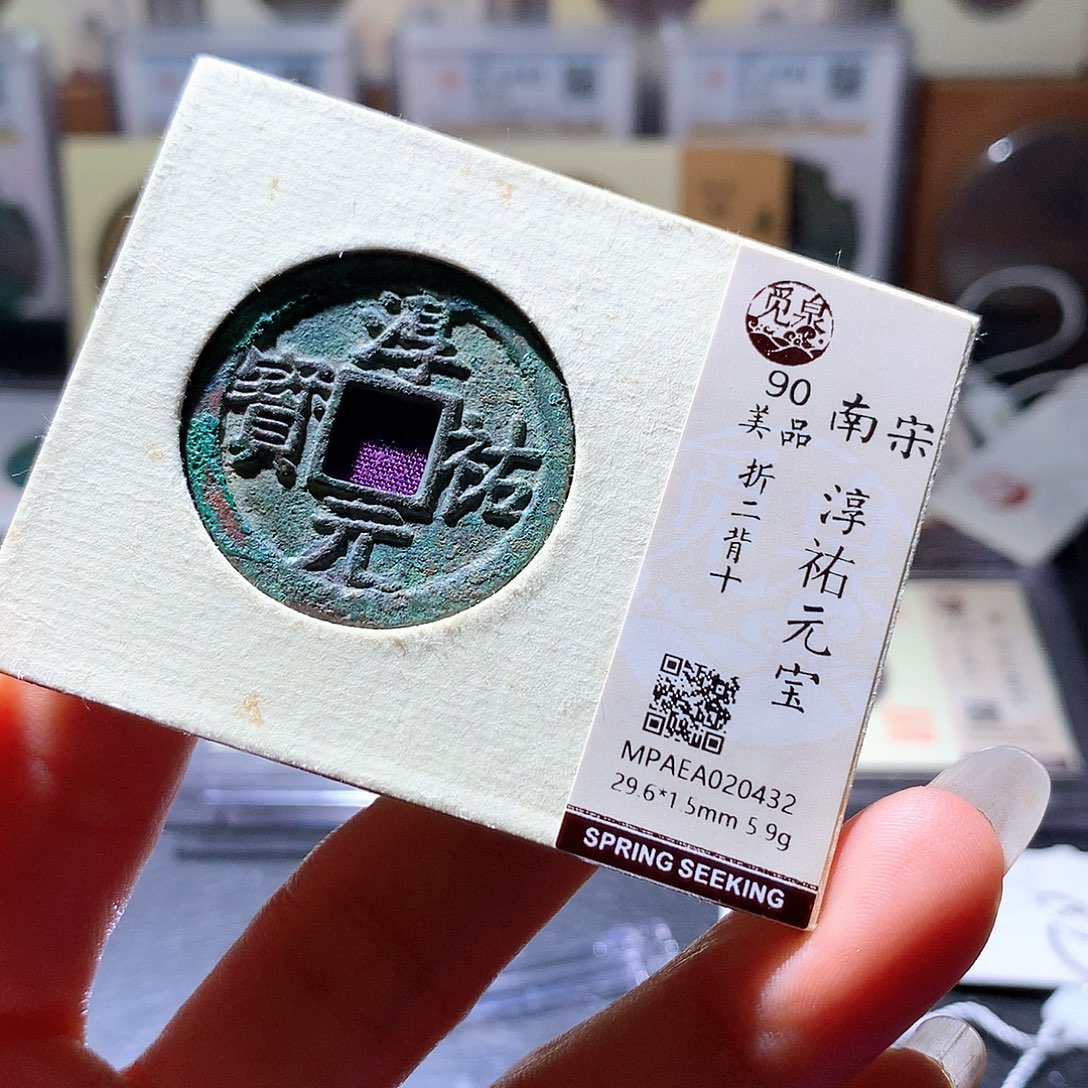 淳祐元寶
觅泉
90
美品
折二背十
南宋
淳祐元宝
MPAEA020432
29.6*1.5mm 5.9g
SPRING SEEKING